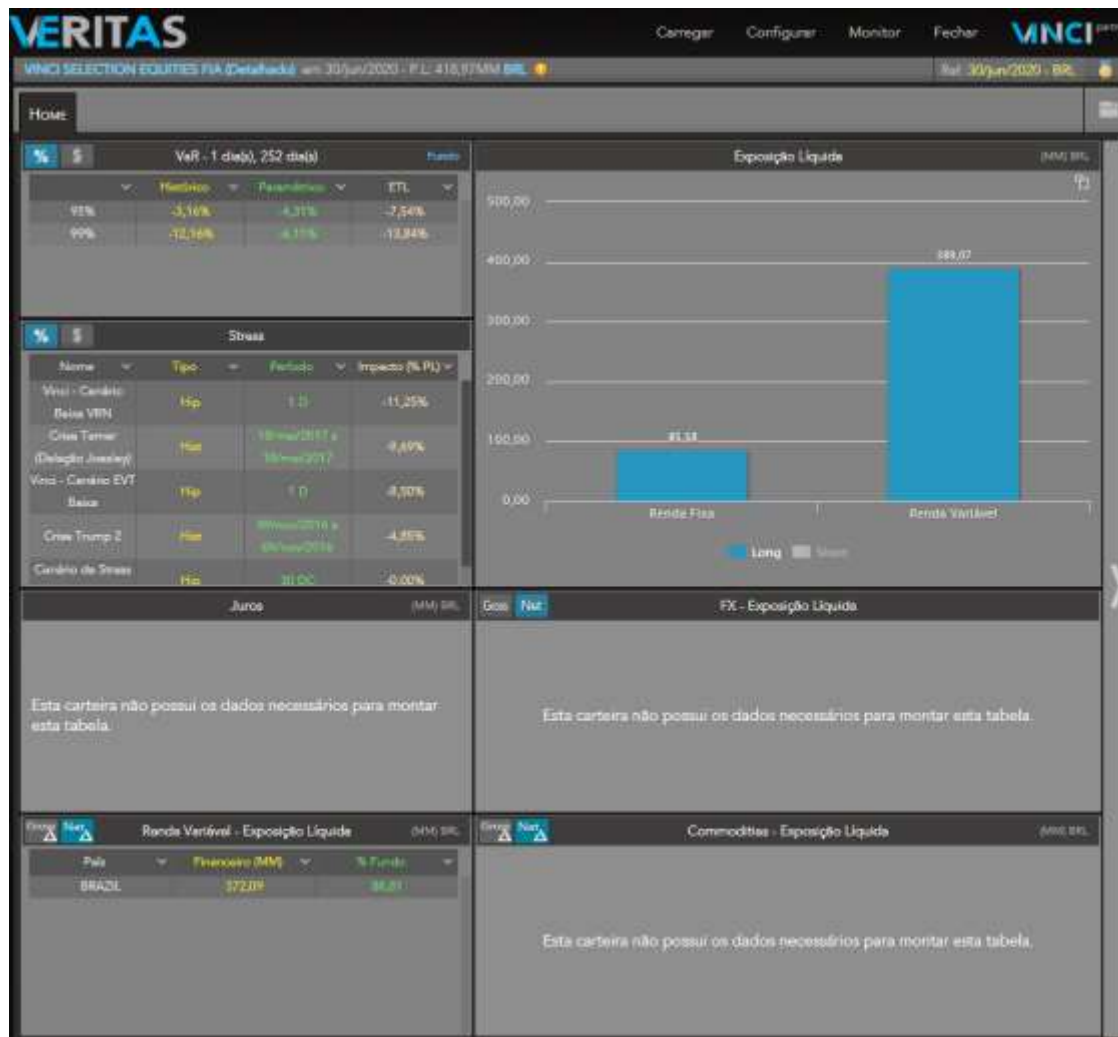 VERITAS
Carregar Configurar Monitor Fechar VINCI
VINCI SELECTION EQUITIES FIA (Detalhado) em 30/jun/2020 - P.L: 418,97MM BRL
Ref: 30/jun/2020 - BRL
HOME
% $ VaR - 1 dia(s), 252 dia(s) Fundo
Histórico Paramétrico ETL
95% -3,16% -7,54%
99% -12,16% -13,84%
% $ Stress
Nome Tipo Período Impacto (% PL)
Vinci - Cenário Baixa VRN Hip 1 D -11,25%
Crise Temer (Delação Joesley) Hist
Vinci - Cenário EVT Baixa Hip 1 D -8,50%
Crise Trump 2 Hist -4,85%
Cenário de Stress Hip -0,00%
Exposição Líquida (MM) BRL
500,00
400,00
300,00
200,00
100,00
0,00
Renda Fixa Renda Variável
Long Short
Juros (MM) BRL
Esta carteira não possui os dados necessários para montar
esta tabela.
Gross Net FX - Exposição Líquida
Esta carteira não possui os dados necessários para montar esta tabela.
Gross Net Renda Variável - Exposição Líquida (MM) BRL
País Financeiro (MM) % Fundo
BRAZIL 372,09
Gross Net Commodities - Exposição Líquida (MM) BRL
Esta carteira não possui os dados necessários para montar esta tabela.